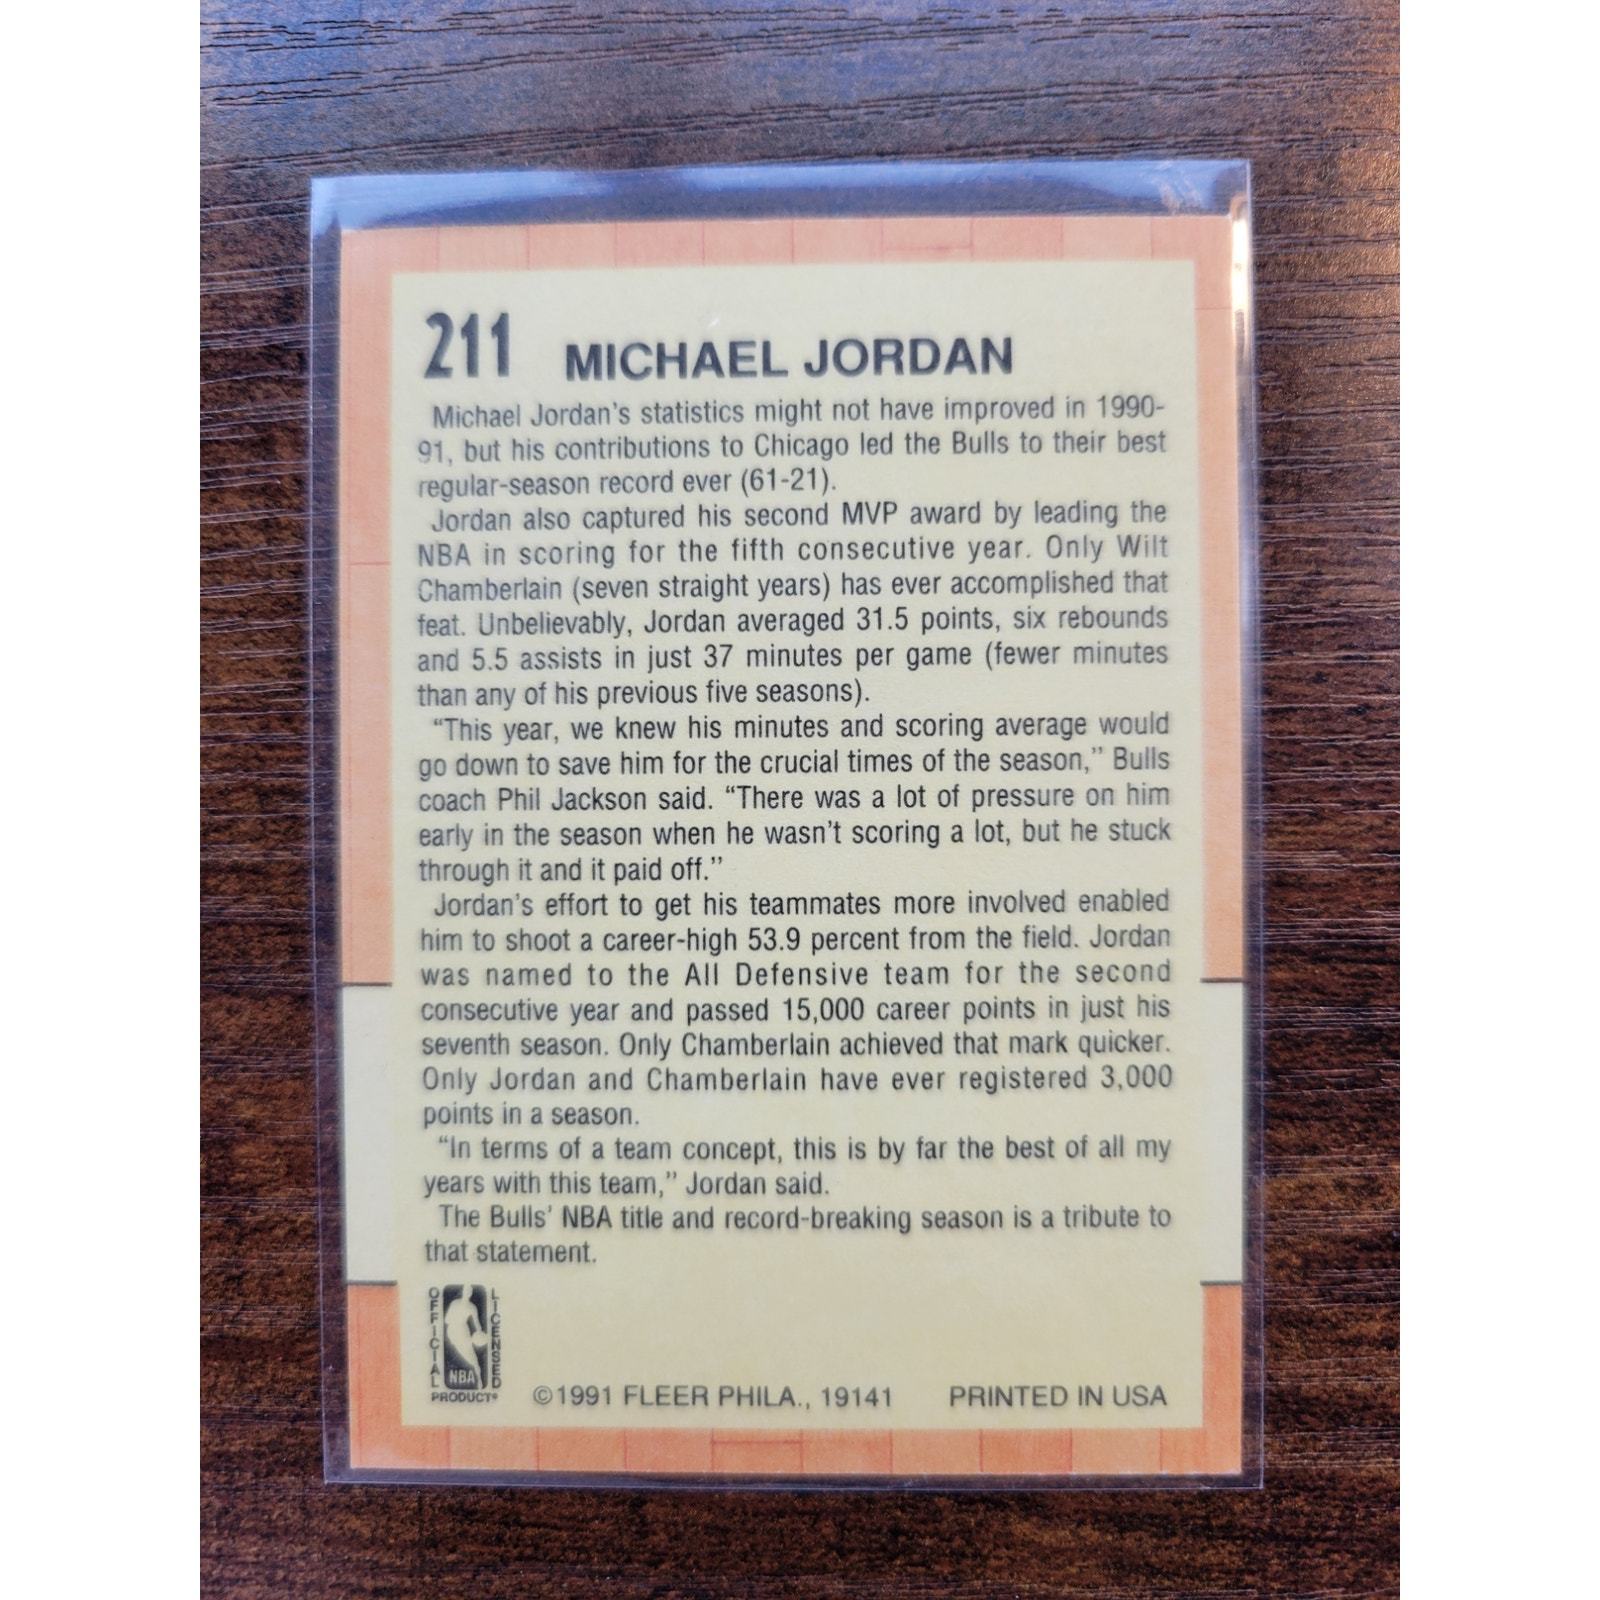 211
MICHAEL JORDAN
Michael Jordan's statistics might not have improved in 1990-
91, but his contributions to Chicago led the Bulls to their best
regular-season record ever (61-21).
Jordan also captured his second MVP award by leading the
NBA in scoring for the fifth consecutive year. Only Wilt
Chamberlain (seven straight years) has ever accomplished that
feat. Unbelievably, Jordan averaged 31.5 points, six rebounds
and 5.5 assists in just 37 minutes per game (fewer minutes
than any of his previous five seasons).
“This year, we knew his minutes and scoring average would
go down to save him for the crucial times of the season,” Bulls
coach Phil Jackson said. “There was a lot of pressure on him
early in the season when he wasn't scoring a lot, but he stuck
through it and it paid off.”
Jordan's effort to get his teammates more involved enabled
him to shoot a career-high 53.9 percent from the field. Jordan
was named to the All Defensive team for the second
consecutive year and passed 15,000 career points in just his
seventh season. Only Chamberlain achieved that mark quicker.
Only Jordan and Chamberlain have ever registered 3,000
points in a season.
“In terms of a team concept, this is by far the best of all my
years with this team,” Jordan said.
The Bulls' NBA title and record-breaking season is a tribute to
that statement.
OFFICIAL
LICENSED
NBA
PRODUCT®
©1991 FLEER PHILA., 19141 PRINTED IN USA